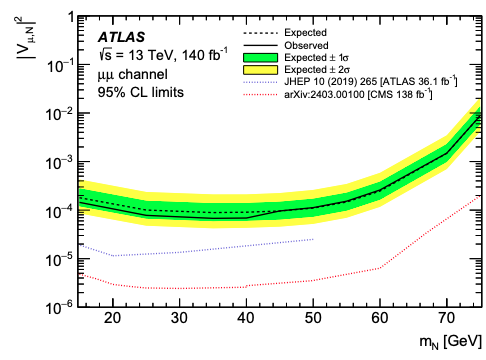 |V_μ,N|²
1
10⁻¹
10⁻²
10⁻³
10⁻⁴
10⁻⁵
10⁻⁶
ATLAS
√s = 13 TeV, 140 fb⁻¹
μμ channel
95% CL limits
Expected
Observed
Expected ± 1σ
Expected ± 2σ
JHEP 10 (2019) 265 [ATLAS 36.1 fb⁻¹]
arXiv:2403.00100 [CMS 138 fb⁻¹]
20 30 40 50 60 70
m_N [GeV]